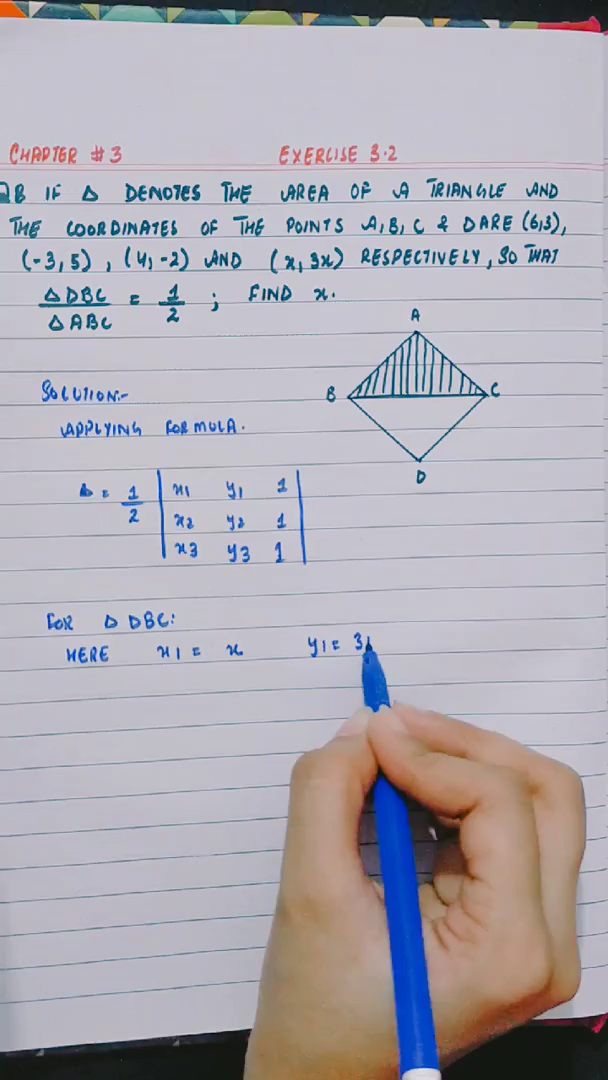 CHAPTER #3 EXERCISE 3.2
Q8 IF Δ DENOTES THE AREA OF A TRIANGLE AND
THE COORDINATES OF THE POINTS A, B, C & D ARE (6,3),
(-3,5), (4,-2) AND (x, 3x) RESPECTIVELY, SO THAT
ΔDBC / ΔABC = 1/2 ; FIND x.
A
B C
D
SOLUTION:-
APPLYING FORMULA.
Δ = 1/2 | x1 y1 1
x2 y2 1
x3 y3 1 |
FOR Δ DBC:
HERE x1 = x y1 = 3